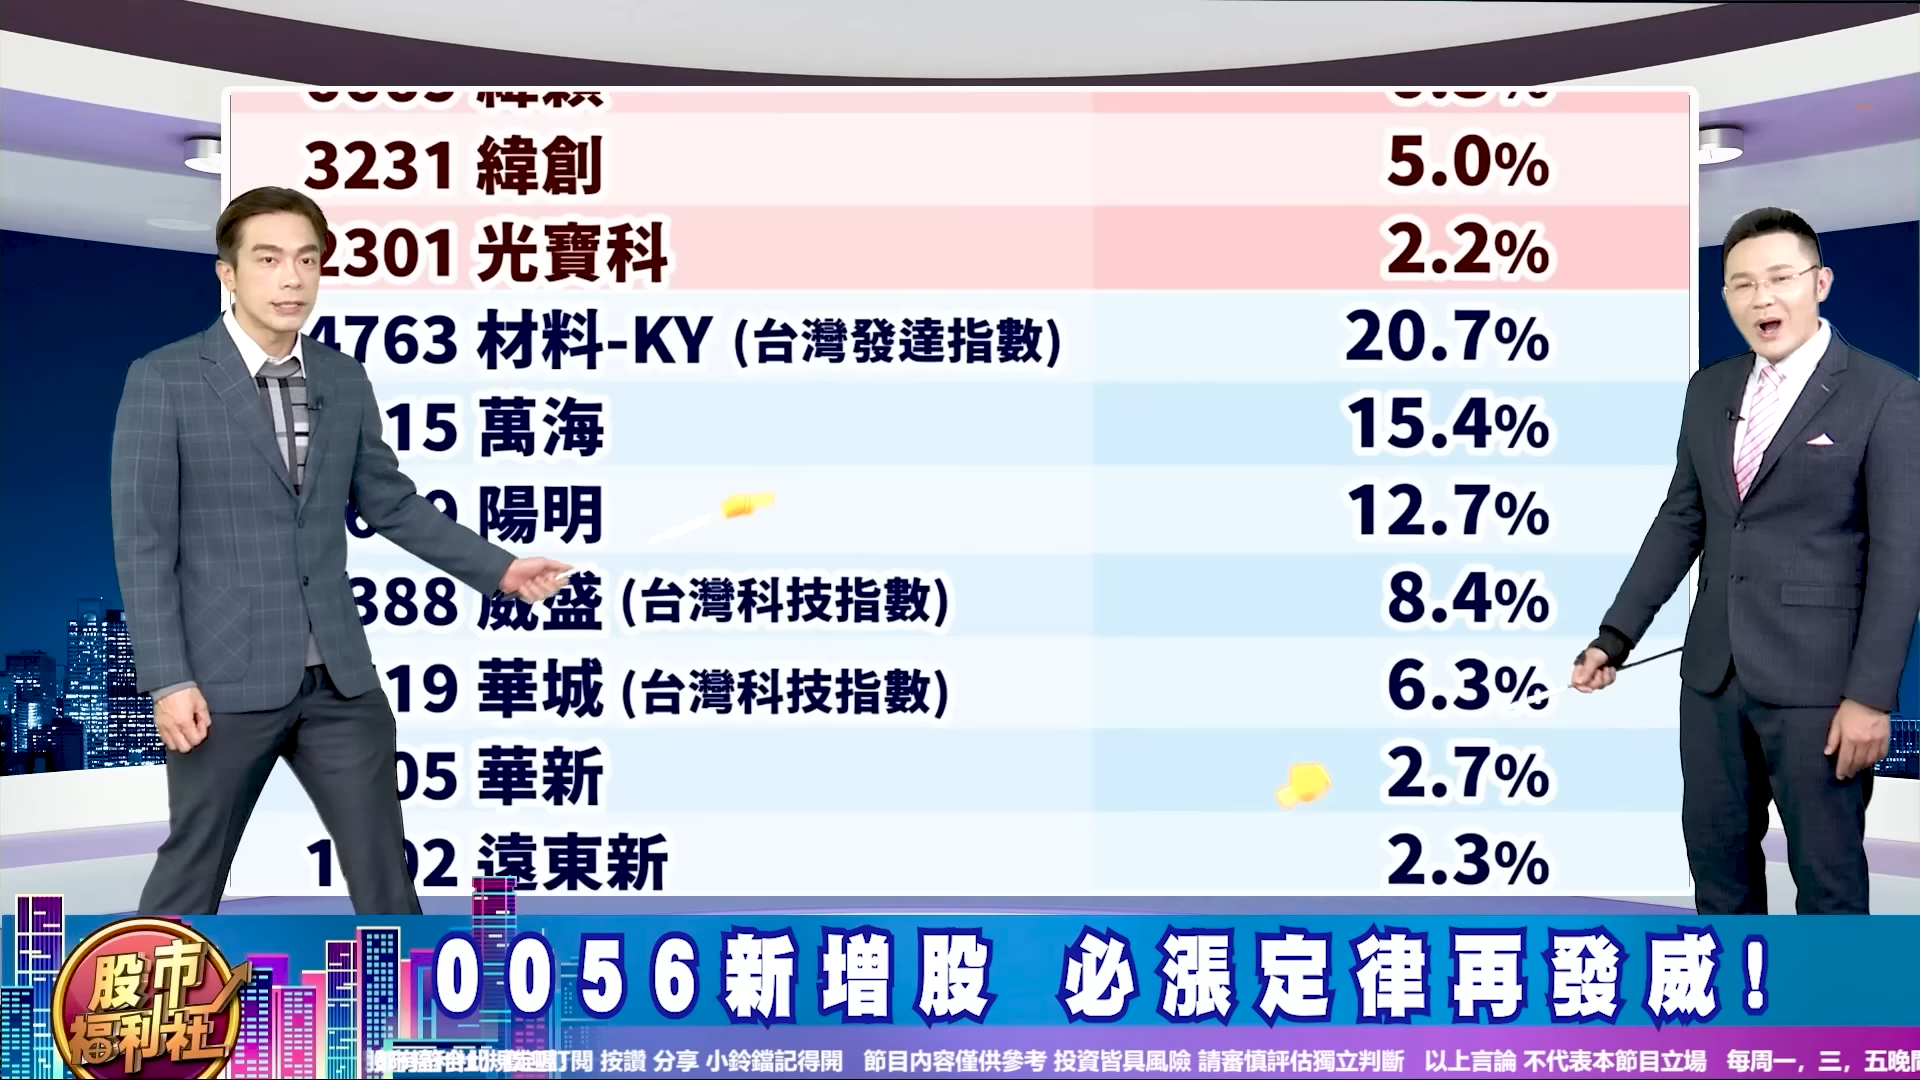 3231 緯創 5.0%
2301 光寶科 2.2%
4763 材料-KY (台灣發達指數) 20.7%
15 萬海 15.4%
9 陽明 12.7%
388 威盛 (台灣科技指數) 8.4%
19 華城 (台灣科技指數) 6.3%
05 華新 2.7%
1 02 遠東新 2.3%
0056新增股 必漲定律再發威!
股市
福利社
訂閱 按讚 分享 小鈴鐺記得開 節目內容僅供參考 投資皆具風險 請審慎評估獨立判斷 以上言論 不代表本節目立場 每周一，三，五晚間